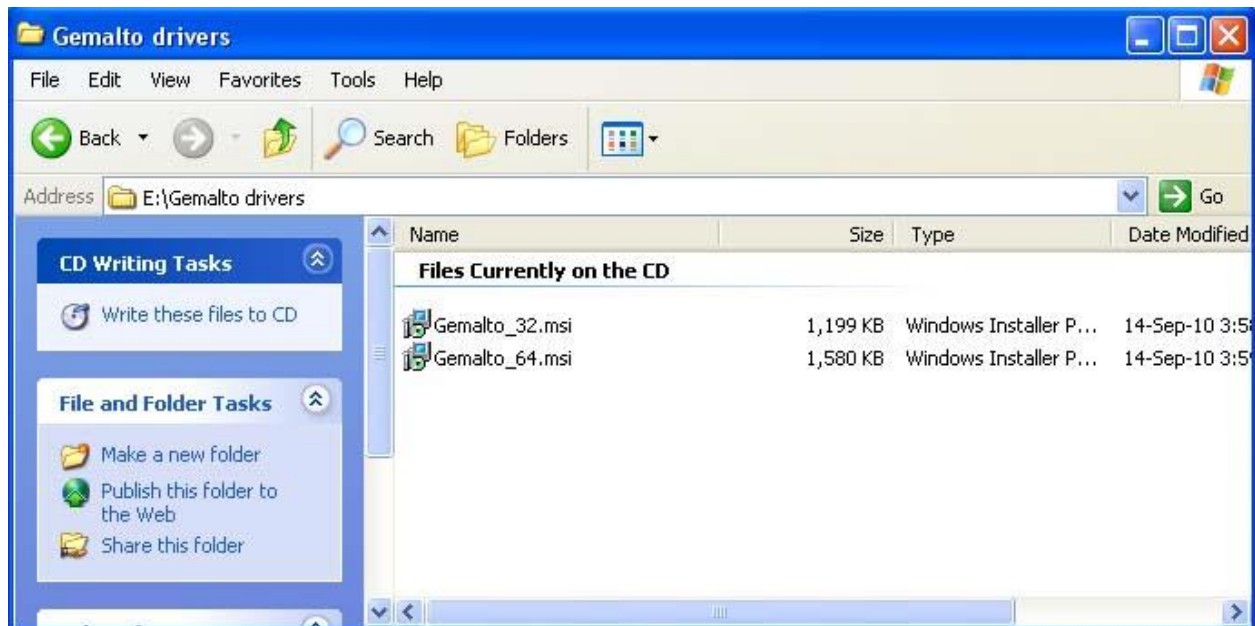 Gemalto drivers
File Edit View Favorites Tools Help
Back Search Folders
Address E:\Gemalto drivers Go
Name Size Type Date Modified
CD Writing Tasks
Write these files to CD
File and Folder Tasks
Make a new folder
Publish this folder to
the Web
Share this folder
Files Currently on the CD
Gemalto_32.msi 1,199 KB Windows Installer P... 14-Sep-10 3:5
Gemalto_64.msi 1,580 KB Windows Installer P... 14-Sep-10 3:5